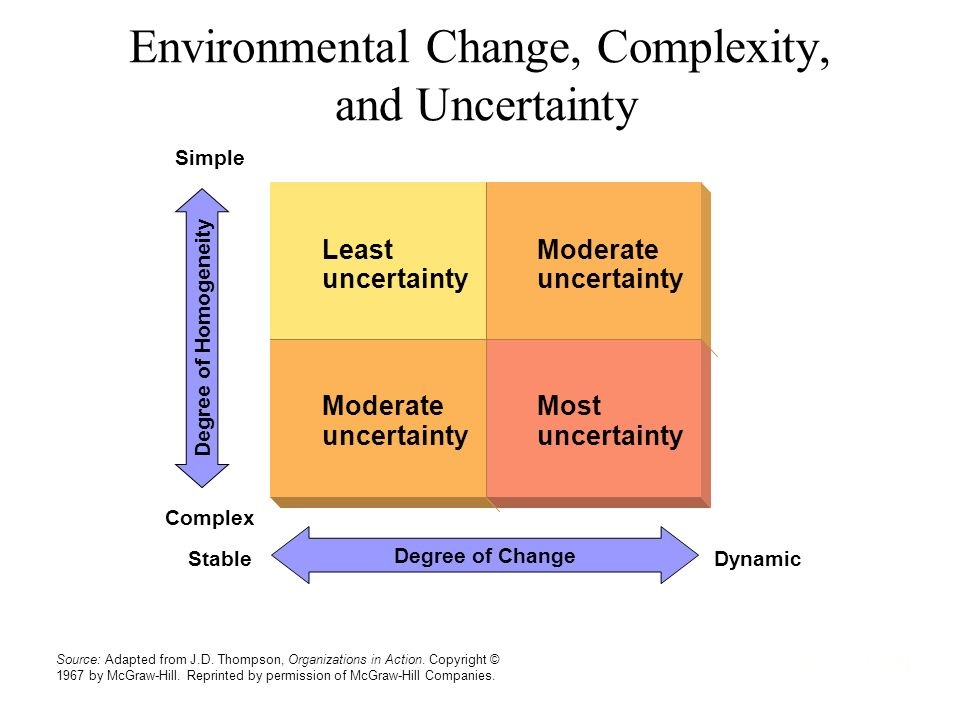 Environmental Change, Complexity,
and Uncertainty
Simple
Degree of Homogeneity
Least
uncertainty
Moderate
uncertainty
Moderate
uncertainty
Most
uncertainty
Complex
Stable
Degree of Change
Dynamic
Source: Adapted from J.D. Thompson, Organizations in Action. Copyright ©
1967 by McGraw-Hill. Reprinted by permission of McGraw-Hill Companies.